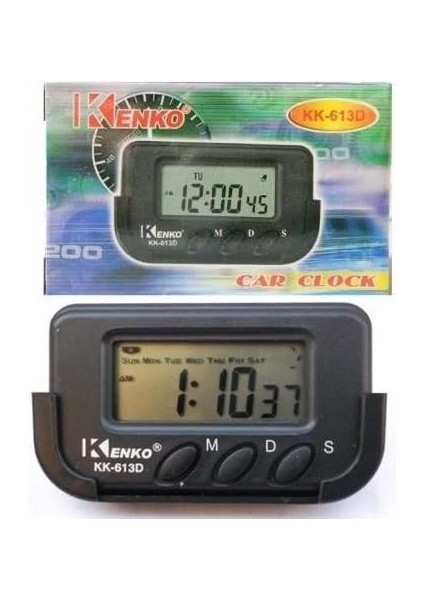 KENKO®
KK-613D
TU
PM
12:00 45
KENKO®
KK-613D
M D S
200
CAR CLOCK
SUN MON TUE WED THU FRI SAT
AM
1:10 37
KENKO®
KK-613D
M D S